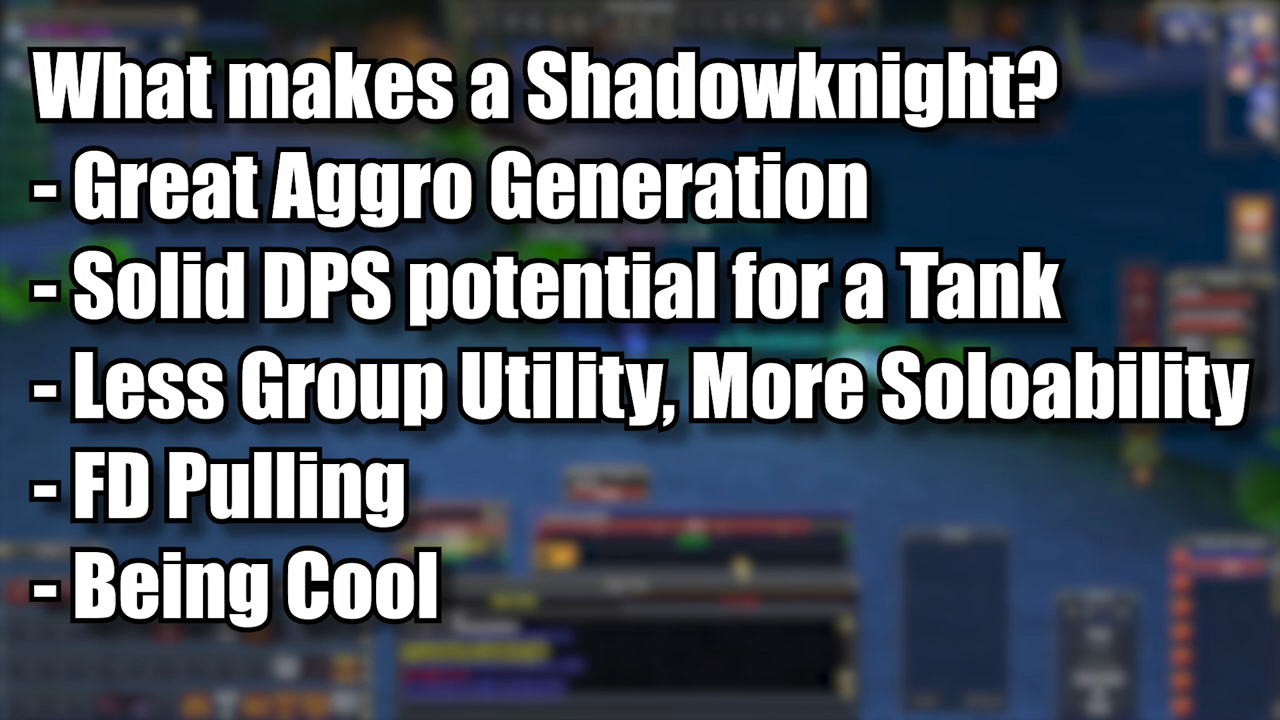 What makes a Shadowknight?
- Great Aggro Generation
- Solid DPS potential for a Tank
- Less Group Utility, More Soloability
- FD Pulling
- Being Cool